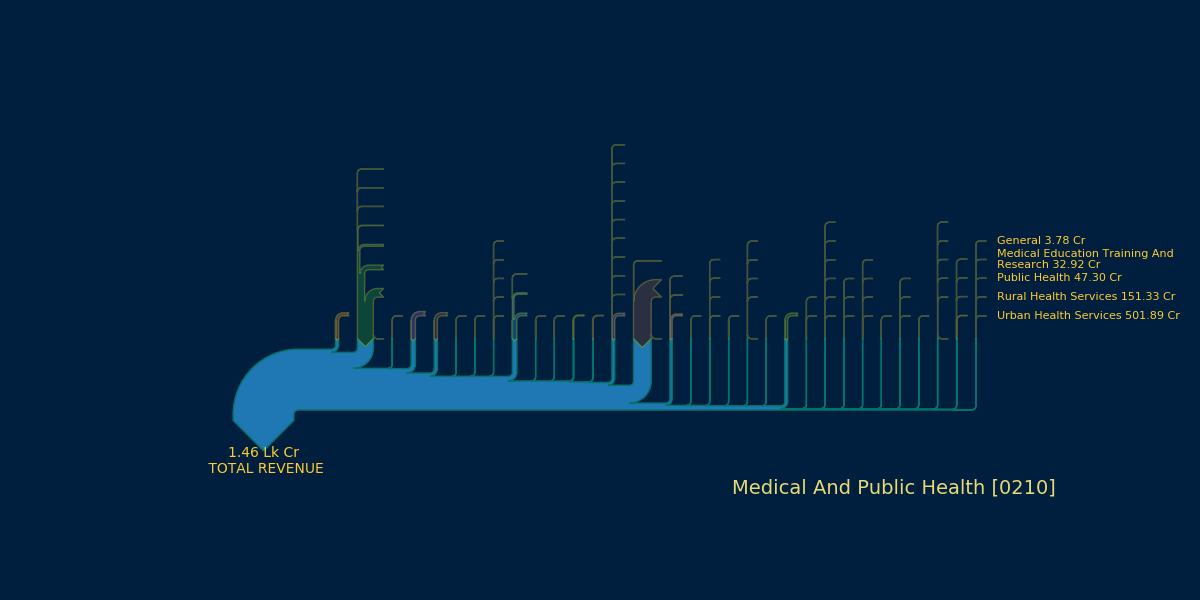 General 3.78 Cr
Medical Education Training And
Research 32.92 Cr
Public Health 47.30 Cr
Rural Health Services 151.33 Cr
Urban Health Services 501.89 Cr
1.46 Lk Cr
TOTAL REVENUE
Medical And Public Health [0210]